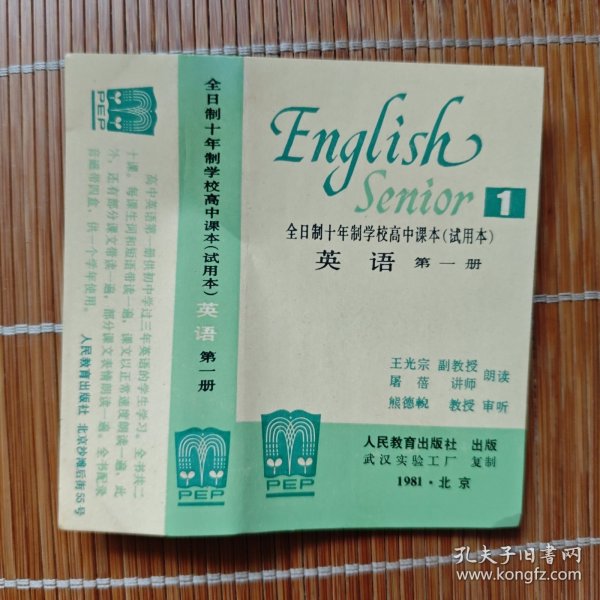 PEP
高中英语第一册供初中学过三年英语的学生学习。全书共二
十课。每课生词和短语带读一遍，课文以正常速度朗读一遍，此
外，还有部分课文带读一遍，部分课文表情朗读一遍。全书配录
音磁带四盒，供一个学年使用。
人民教育出版社 北京沙滩后街55号
全日制十年制学校高中课本(试用本) 英语 第一册
PEP
English
Senior 1
全日制十年制学校高中课本(试用本)
英语 第一册
王光宗 副教授
屠蓓 讲师 朗读
熊德輗 教授 审听
人民教育出版社 出版
武汉实验工厂 复制
1981·北京
PEP
孔夫子旧书网
www.kongfz.com